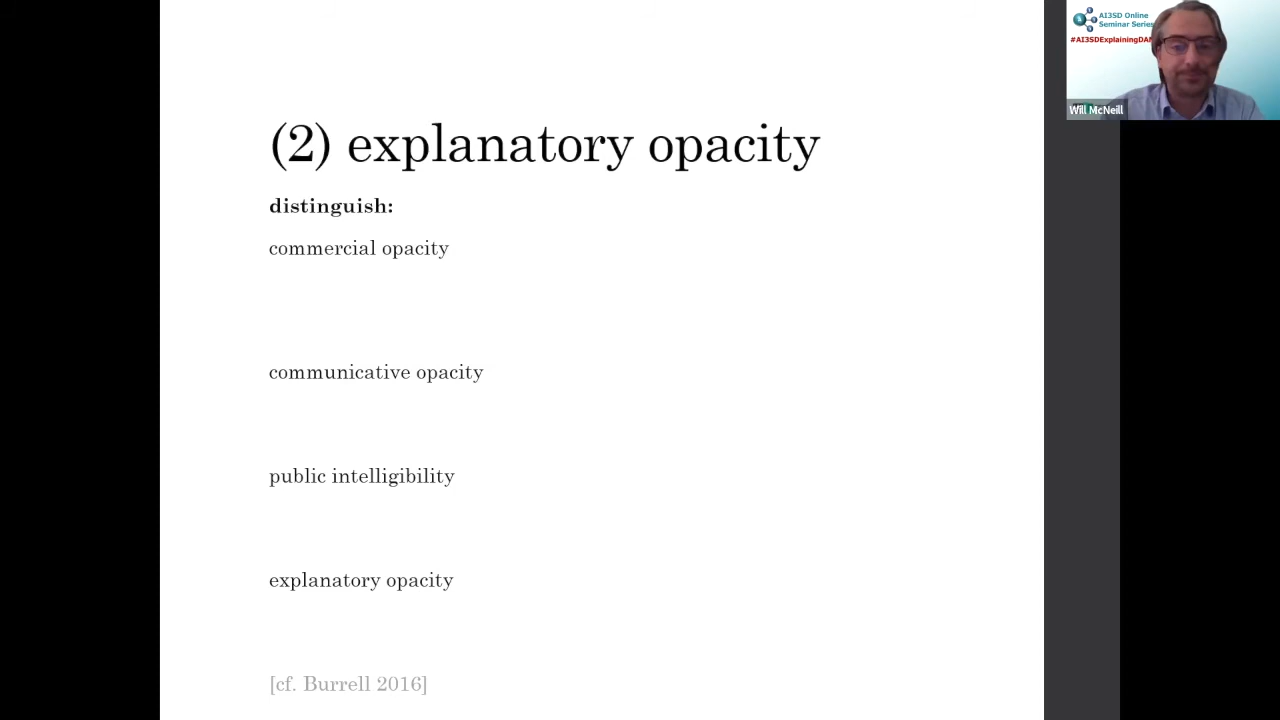 (2) explanatory opacity
distinguish:
commercial opacity
communicative opacity
public intelligibility
explanatory opacity
[cf. Burrell 2016]
AI3SD Online
Seminar Series
#AI3SDExplainingDAN
Will McNeill